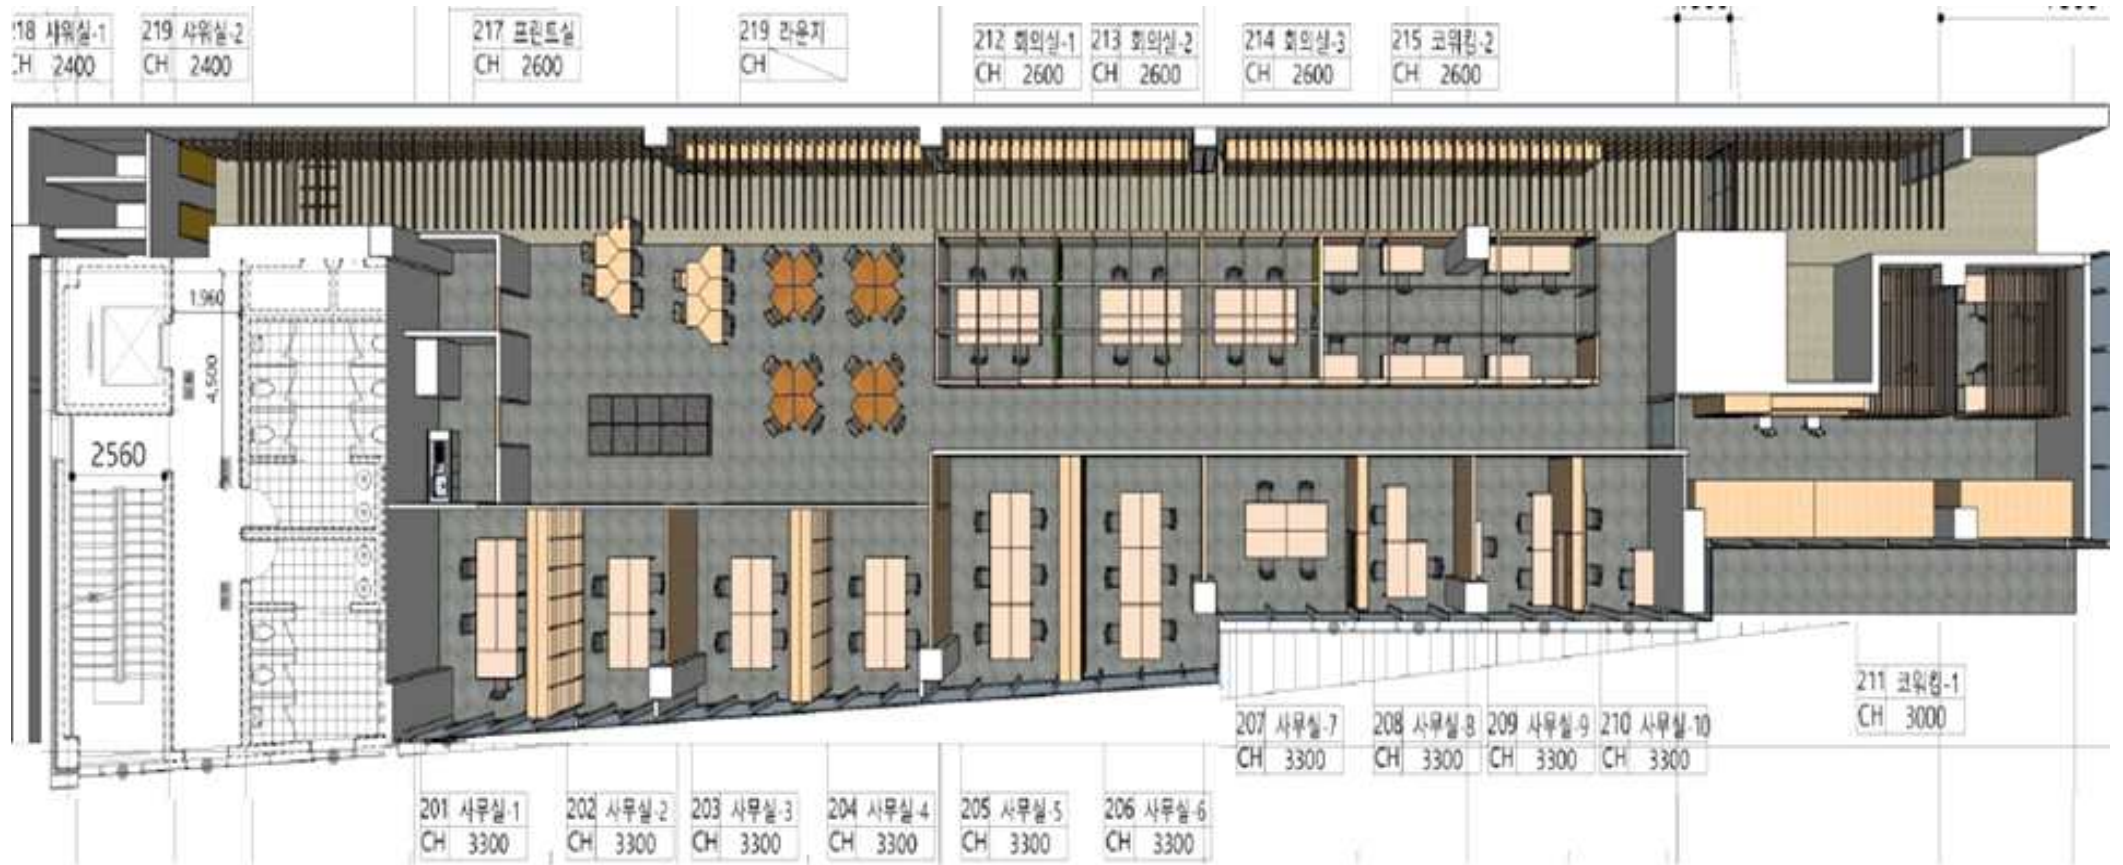 218 샤워실-1
CH 2400
219 샤워실-2
CH 2400
217 프린트실
CH 2600
219 라운지
CH
212 회의실-1
CH 2600
213 회의실-2
CH 2600
214 회의실-3
CH 2600
215 코워킹-2
CH 2600
1,960
4,500
2560
211 코워킹-1
CH 3000
207 사무실-7
CH 3300
208 사무실-8
CH 3300
209 사무실-9
CH 3300
210 사무실-10
CH 3300
201 사무실-1
CH 3300
202 사무실-2
CH 3300
203 사무실-3
CH 3300
204 사무실-4
CH 3300
205 사무실-5
CH 3300
206 사무실-6
CH 3300